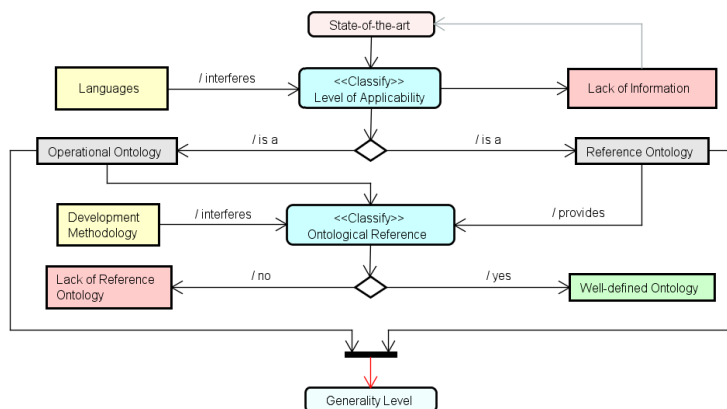 State-of-the-art
/ interferes
<<Classify>>
Languages
Level of Applicability
Lack of Information
/ is a
/ is a
Operational Ontology
Reference Ontology
Development
Methodology
/ interferes
<<Classify>>
Ontological Reference
/ provides
Lack of Reference
Ontology
/ no
/ yes
Well-defined Ontology
Generality Level